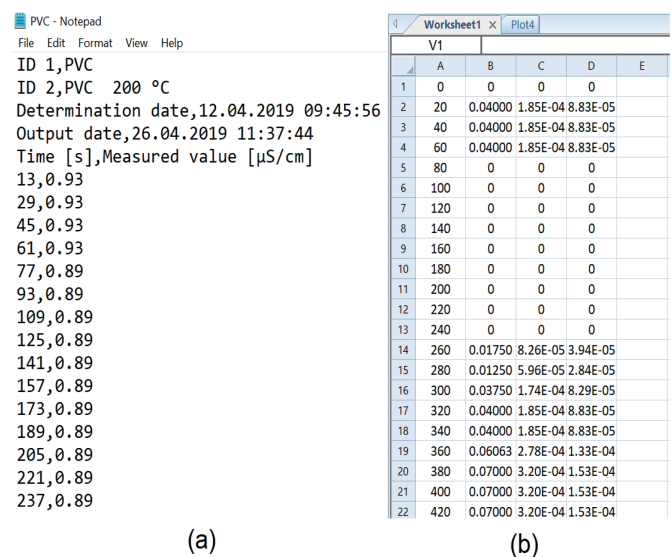 PVC - Notepad
File Edit Format View Help
ID 1,PVC
ID 2,PVC  200 ºC
Determination date,12.04.2019 09:45:56
Output date,26.04.2019 11:37:44
Time [s],Measured value [µS/cm]
13,0.93
29,0.93
45,0.93
61,0.93
77,0.89
93,0.89
109,0.89
125,0.89
141,0.89
157,0.89
173,0.89
189,0.89
205,0.89
221,0.89
237,0.89
(a)
Worksheet1 × Plot4
V1
A B C D E
1 0 0 0 0
2 20 0.04000 1.85E-04 8.83E-05
3 40 0.04000 1.85E-04 8.83E-05
4 60 0.04000 1.85E-04 8.83E-05
5 80 0 0 0
6 100 0 0 0
7 120 0 0 0
8 140 0 0 0
9 160 0 0 0
10 180 0 0 0
11 200 0 0 0
12 220 0 0 0
13 240 0 0 0
14 260 0.01750 8.26E-05 3.94E-05
15 280 0.01250 5.96E-05 2.84E-05
16 300 0.03750 1.74E-04 8.29E-05
17 320 0.04000 1.85E-04 8.83E-05
18 340 0.04000 1.85E-04 8.83E-05
19 360 0.06063 2.78E-04 1.33E-04
20 380 0.07000 3.20E-04 1.53E-04
21 400 0.07000 3.20E-04 1.53E-04
22 420 0.07000 3.20E-04 1.53E-04
(b)